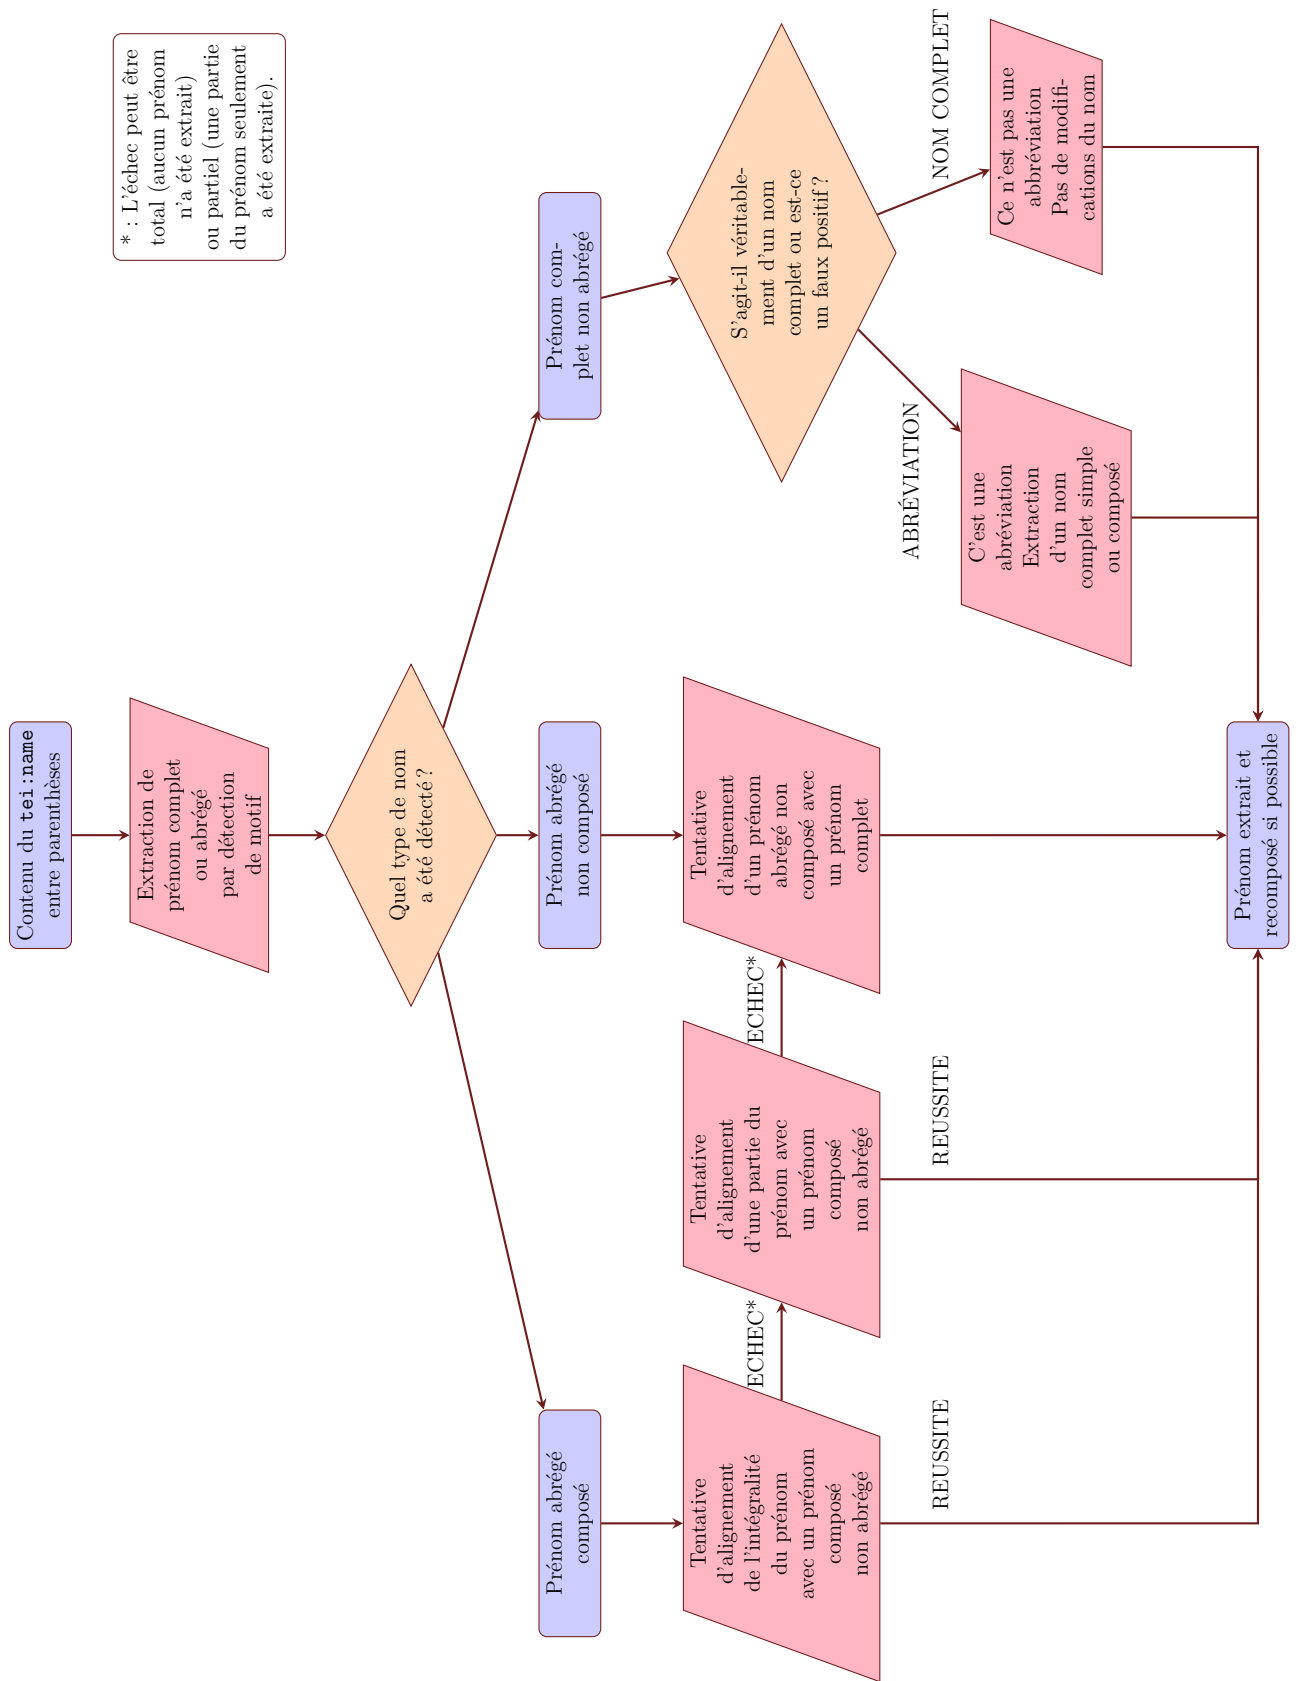 Contenu du tei:name
entre parenthèses
* : L'échec peut être
total (aucun prénom
n'a été extrait)
ou partiel (une partie
du prénom seulement
a été extraite).
Extraction de
prénom complet
ou abrégé
par détection
de motif
Quel type de nom
a été détecté ?
Prénom abrégé
composé
Prénom abrégé
non composé
Prénom com-
plet non abrégé
Tentative
d'alignement
de l'intégralité
du prénom
avec un prénom
composé
non abrégé
ECHEC*
Tentative
d'alignement
d'une partie du
prénom avec
un prénom
composé
non abrégé
ECHEC*
Tentative
d'alignement
d'un prénom
abrégé non
composé avec
un prénom
complet
S'agit-il véritable-
ment d'un nom
complet ou est-ce
un faux positif ?
REUSSITE
REUSSITE
ABRÉVIATION
NOM COMPLET
C'est une
abréviation
Extraction
d'un nom
complet simple
ou composé
Ce n'est pas une
abbréviation
Pas de modifi-
cations du nom
Prénom extrait et
recomposé si possible